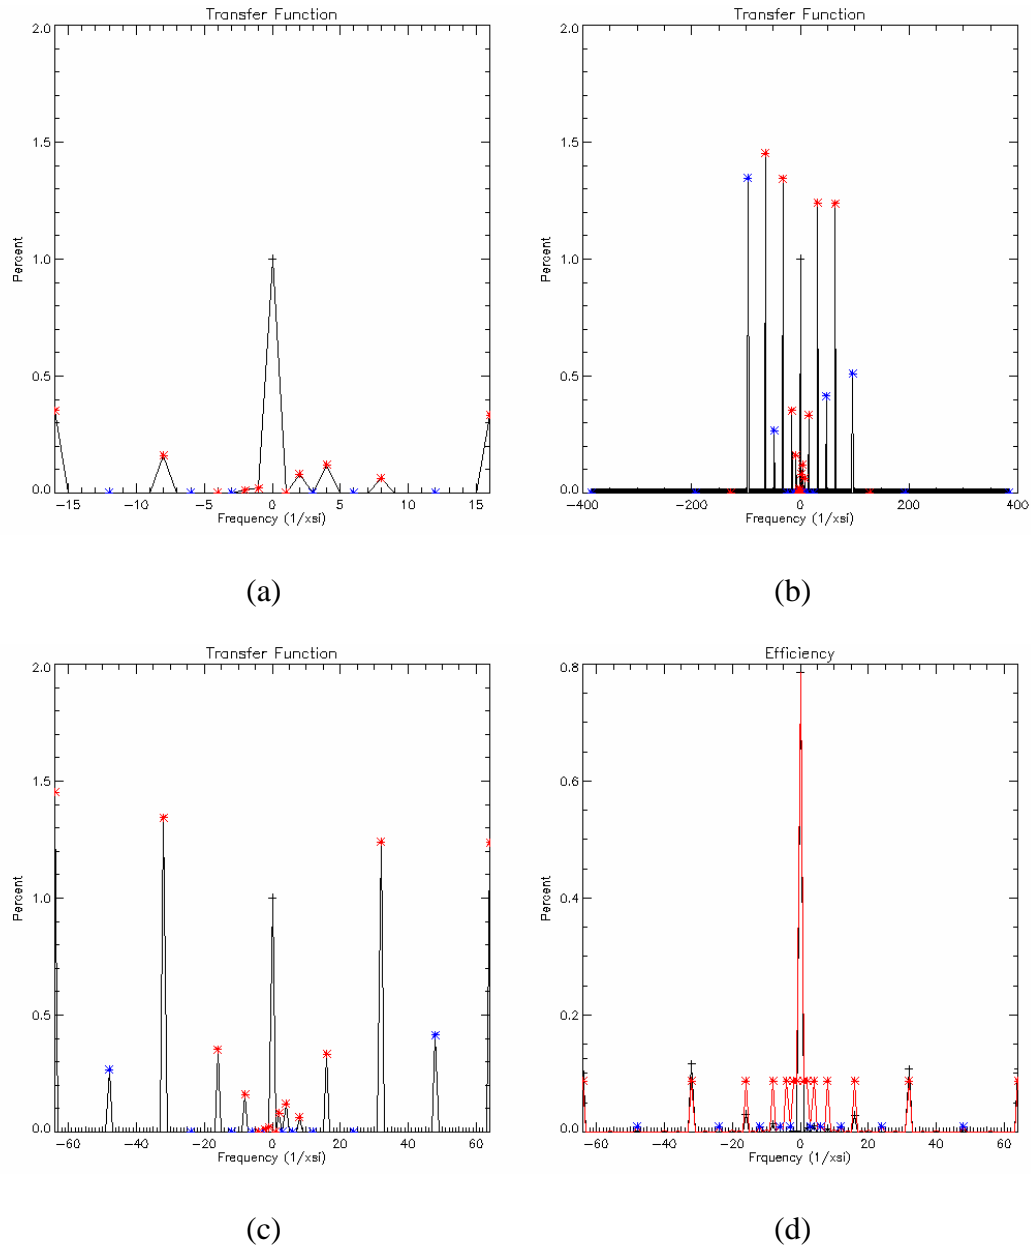 Transfer Function
2.0
1.5
1.0
0.5
0.0
Percent
-15 -10 -5 0 5 10 15
Frequency (1/xsi)
(a)
Transfer Function
2.0
1.5
1.0
0.5
0.0
Percent
-400 -200 0 200 400
Frequency (1/xsi)
(b)
Transfer Function
2.0
1.5
1.0
0.5
0.0
Percent
-60 -40 -20 0 20 40 60
Frequency (1/xsi)
(c)
Efficiency
0.8
0.6
0.4
0.2
0.0
Percent
-60 -40 -20 0 20 40 60
Frquency (1/xsi)
(d)